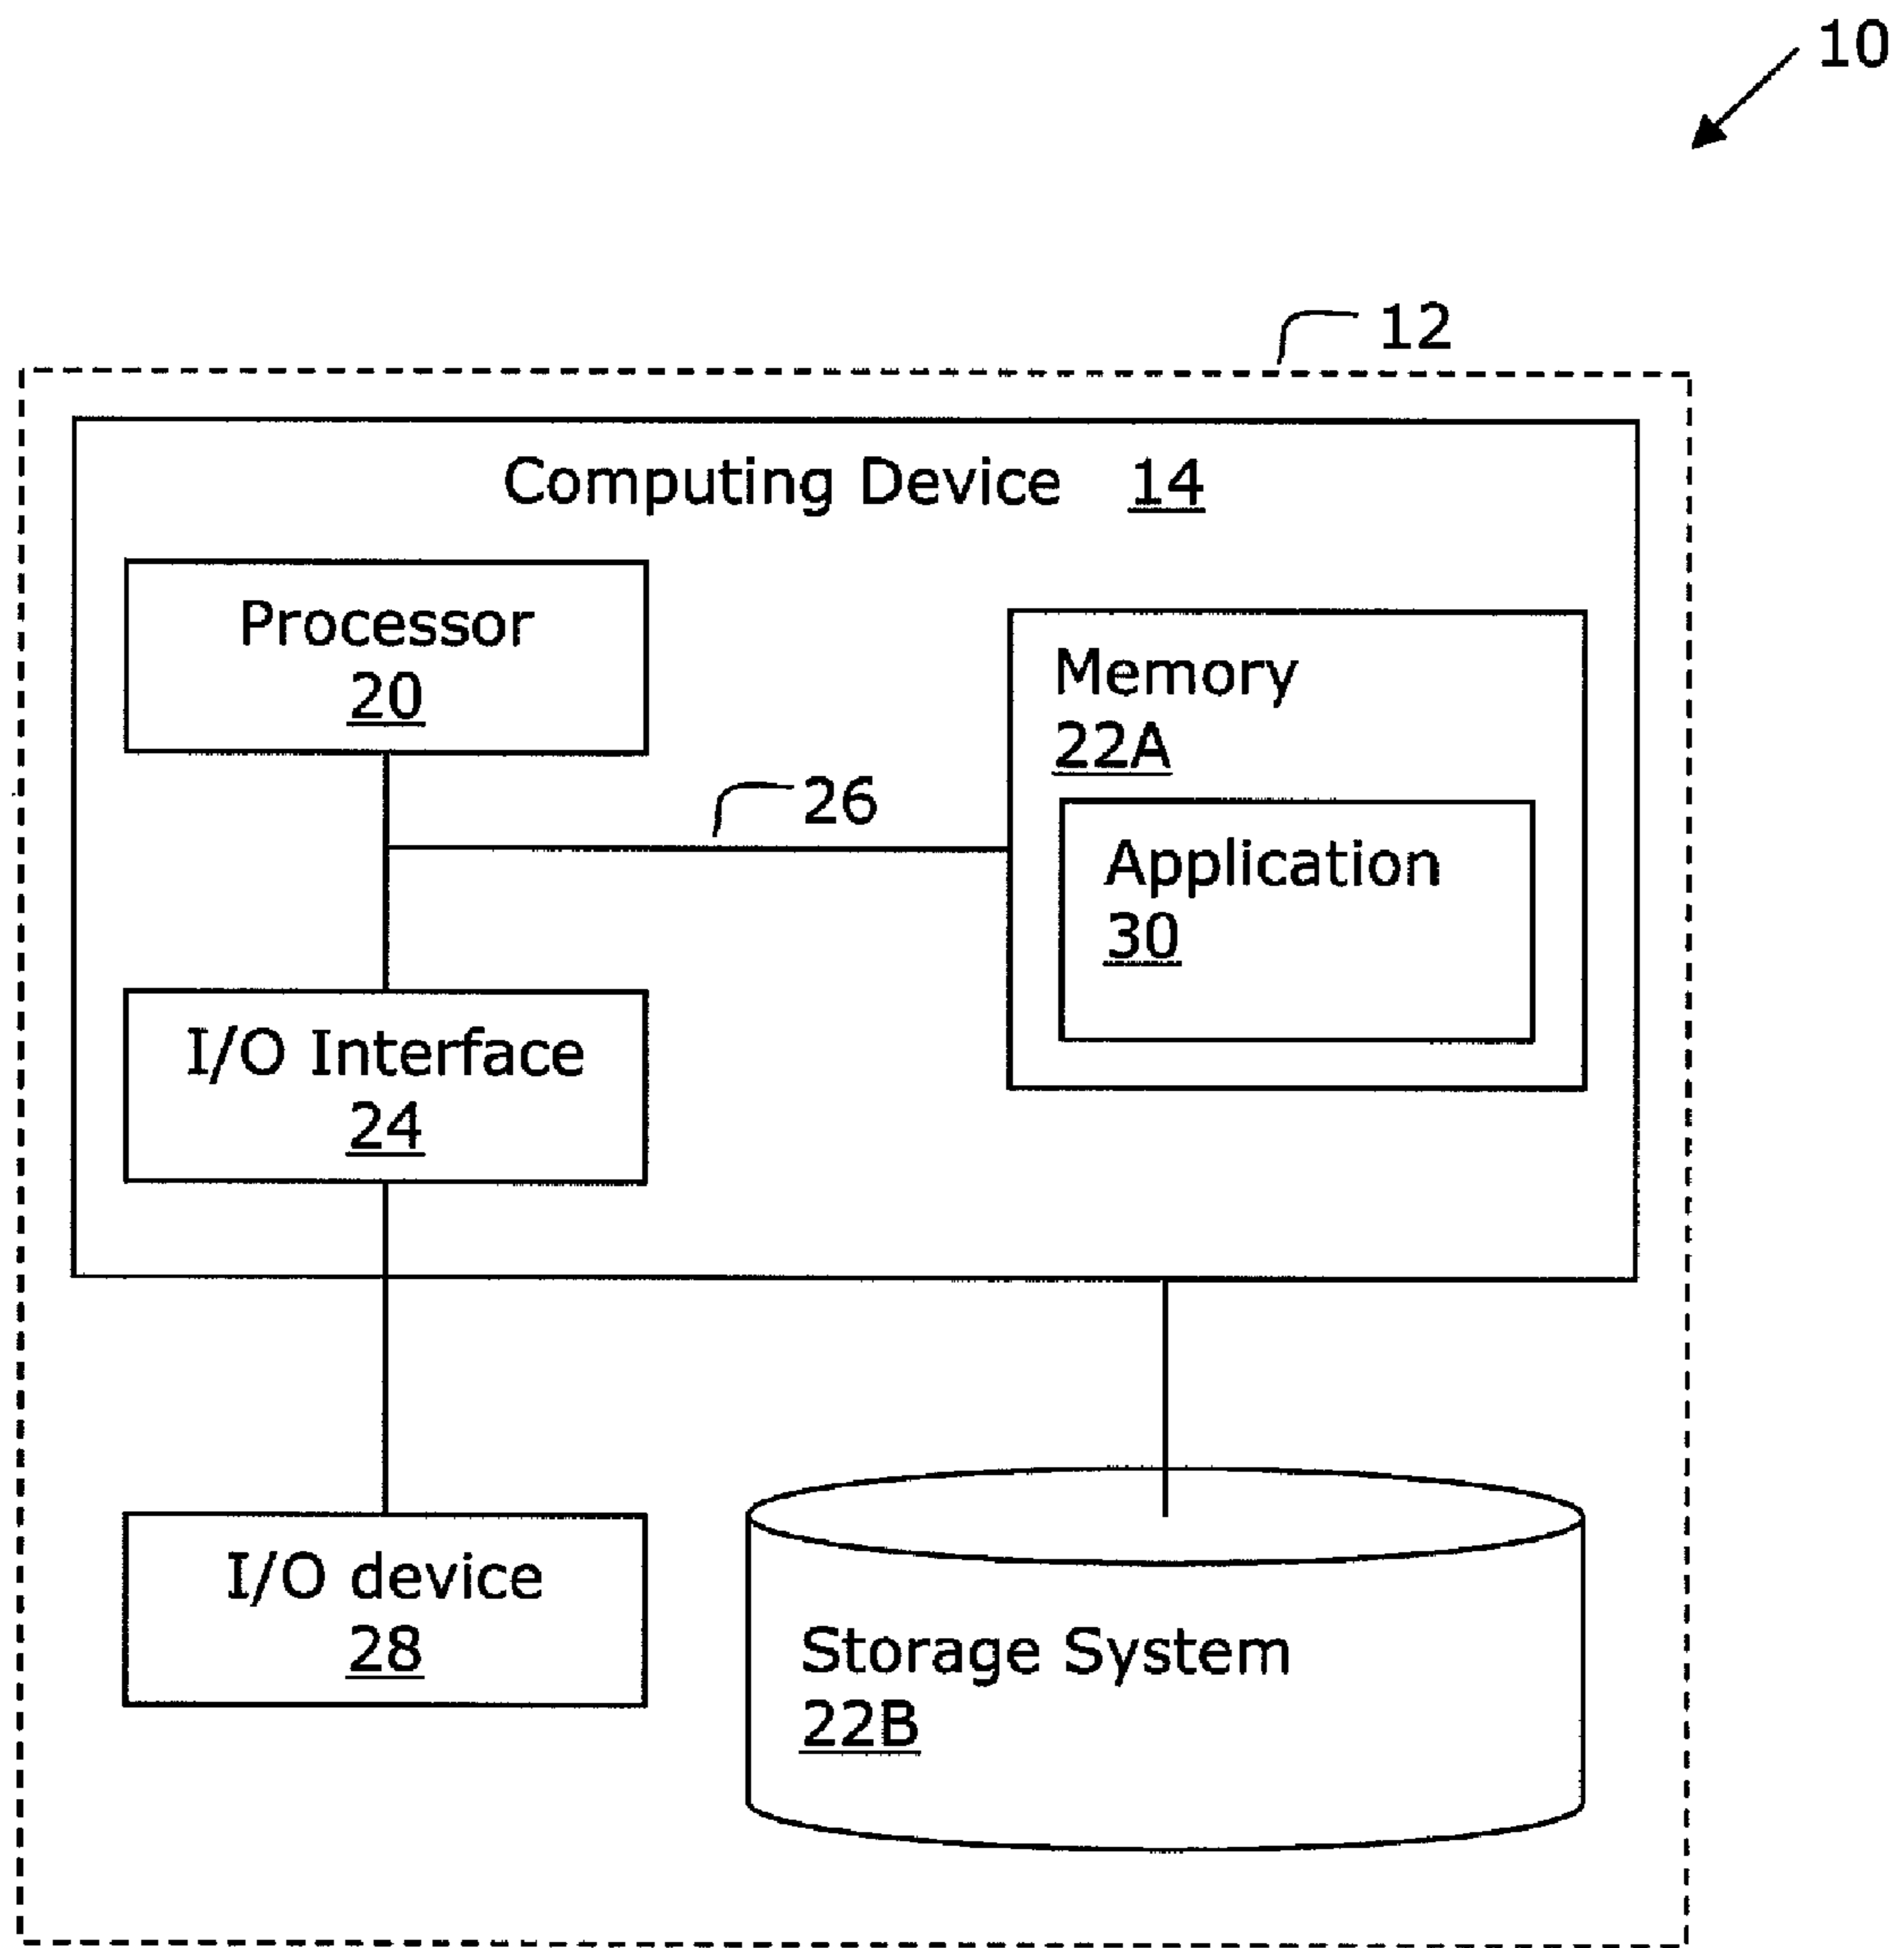 10
12
Computing Device 14
Processor
20
Memory
22A
26
Application
30
I/O Interface
24
I/O device
28
Storage System
22B